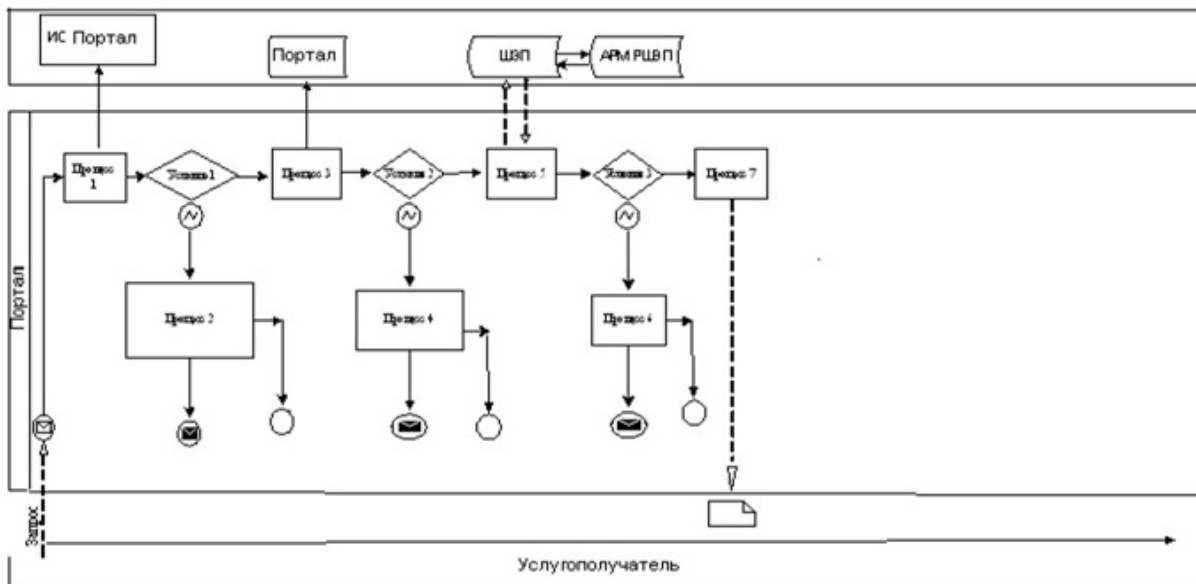 ИС Портал
Портал
ШЭП
АРМ РШЭП
Процесс
1
Условие 1
Процесс 3
Условие 2
Процесс 5
Условие 3
Процесс 7
Процесс 2
Процесс 4
Процесс 6
Портал
Запрос
Услугополучатель